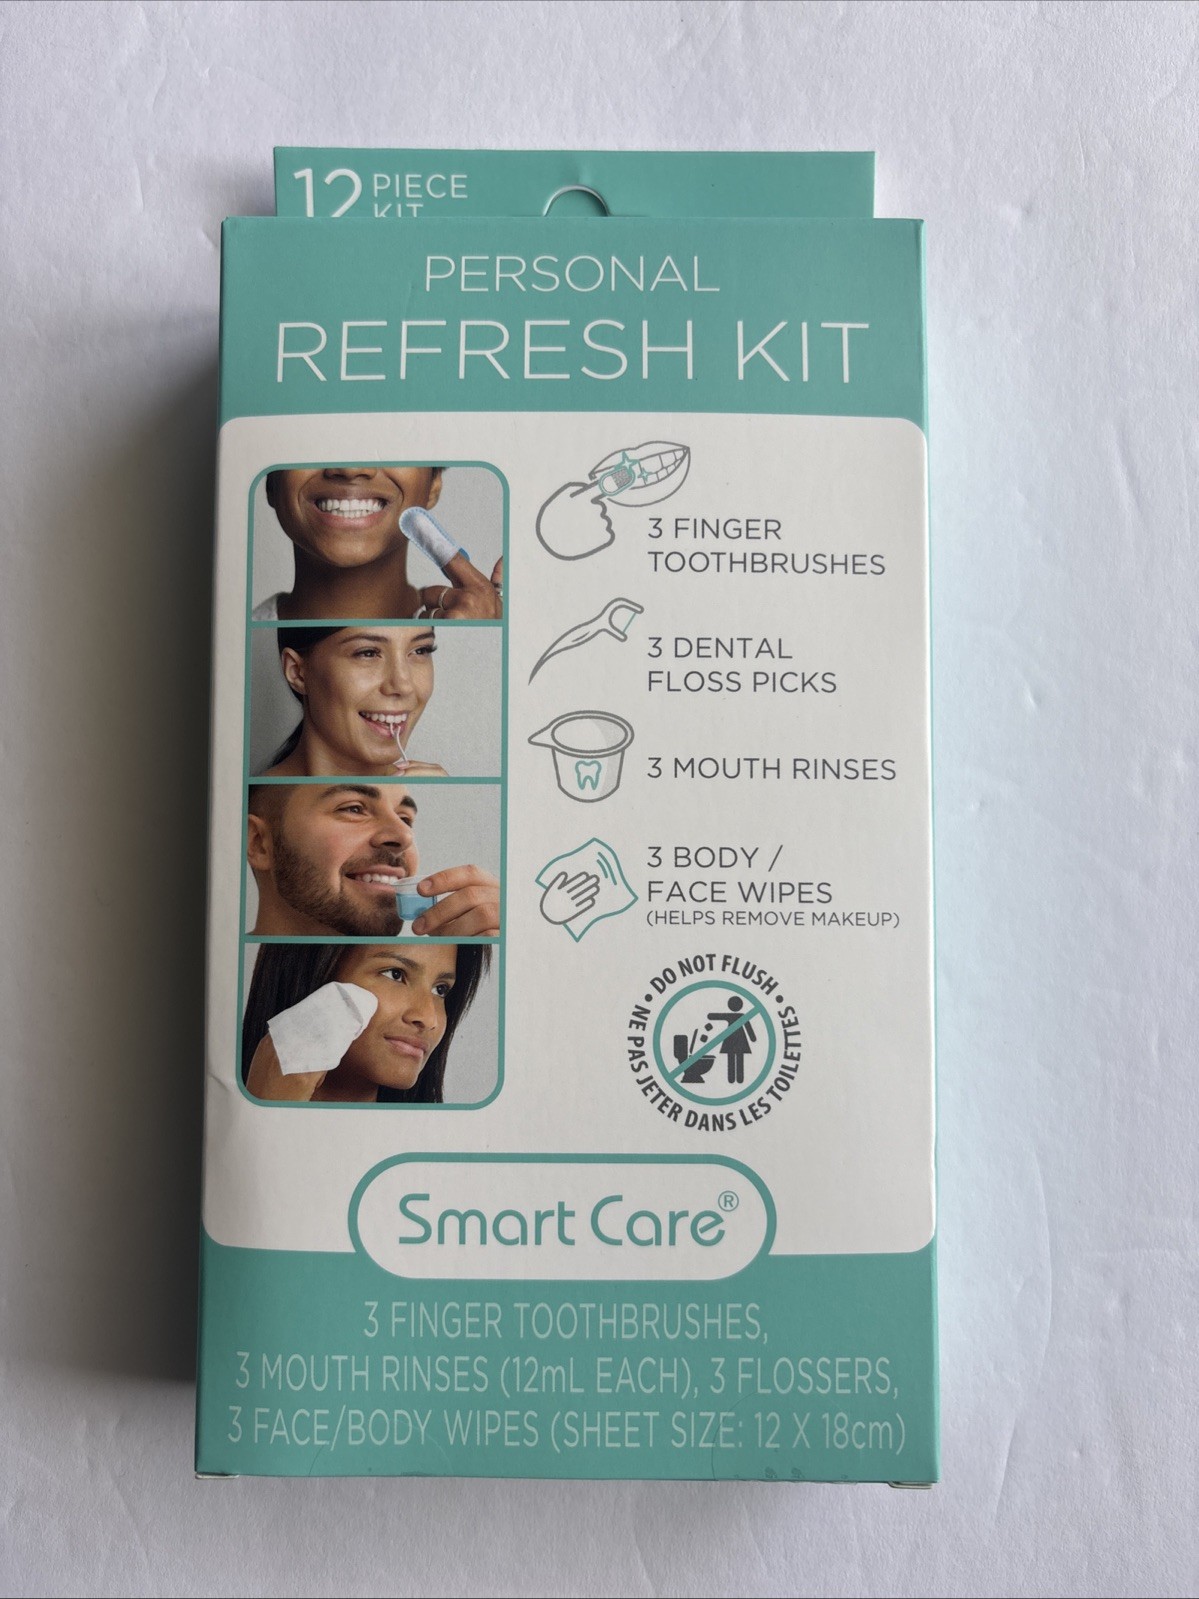 12 PIECE
KIT
PERSONAL
REFRESH KIT
3 FINGER
TOOTHBRUSHES
3 DENTAL
FLOSS PICKS
3 MOUTH RINSES
3 BODY /
FACE WIPES
(HELPS REMOVE MAKEUP)
• DO NOT FLUSH •
NE PAS JETER DANS LES TOILETTES
Smart Care®
3 FINGER TOOTHBRUSHES,
3 MOUTH RINSES (12mL EACH), 3 FLOSSERS,
3 FACE/BODY WIPES (SHEET SIZE: 12 X 18cm)